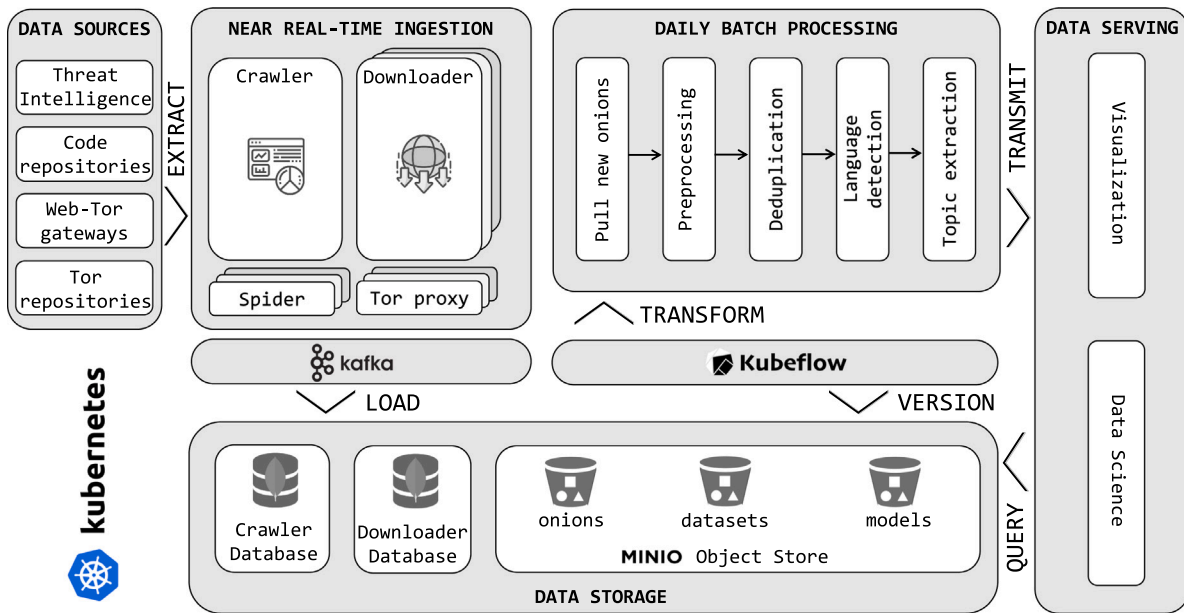 DATA SOURCES
Threat
Intelligence
Code
repositories
Web-Tor
gateways
Tor
repositories
EXTRACT
NEAR REAL-TIME INGESTION
Crawler
Downloader
Spider
Tor proxy
kafka
LOAD
DAILY BATCH PROCESSING
Pull new onions
Preprocessing
Deduplication
Language
detection
Topic extraction
TRANSFORM
Kubeflow
VERSION
TRANSMIT
DATA SERVING
Visualization
Data Science
QUERY
kubernetes
Crawler
Database
Downloader
Database
onions
datasets
models
MINIO Object Store
DATA STORAGE